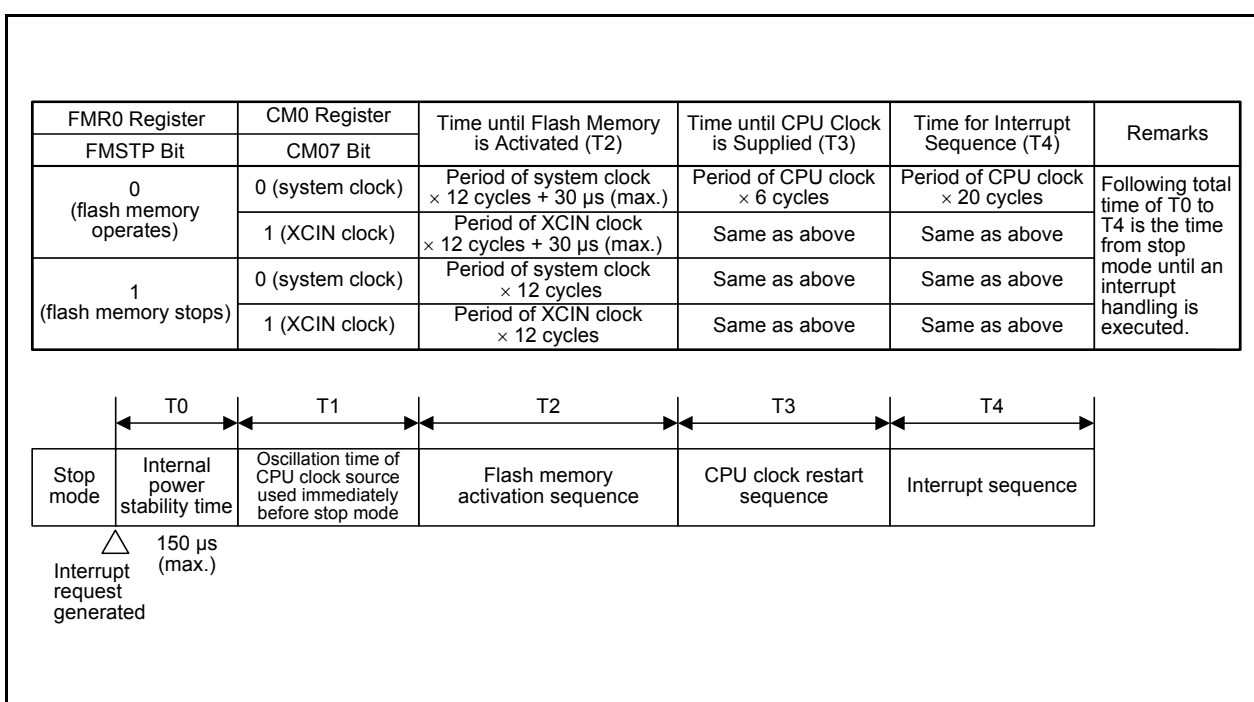 FMR0 Register
CM0 Register
Time until Flash Memory
is Activated (T2)
Time until CPU Clock
is Supplied (T3)
Time for Interrupt
Sequence (T4)
Remarks
FMSTP Bit
CM07 Bit
0
(flash memory
operates)
0 (system clock)
Period of system clock
× 12 cycles + 30 µs (max.)
Period of CPU clock
× 6 cycles
Period of CPU clock
× 20 cycles
Following total
time of T0 to
T4 is the time
from stop
mode until an
interrupt
handling is
executed.
1 (XCIN clock)
Period of XCIN clock
× 12 cycles + 30 µs (max.)
Same as above
Same as above
1
(flash memory stops)
0 (system clock)
Period of system clock
× 12 cycles
Same as above
Same as above
1 (XCIN clock)
Period of XCIN clock
× 12 cycles
Same as above
Same as above
T0
T1
T2
T3
T4
Stop
mode
Internal
power
stability time
Oscillation time of
CPU clock source
used immediately
before stop mode
Flash memory
activation sequence
CPU clock restart
sequence
Interrupt sequence
150 µs
(max.)
Interrupt
request
generated